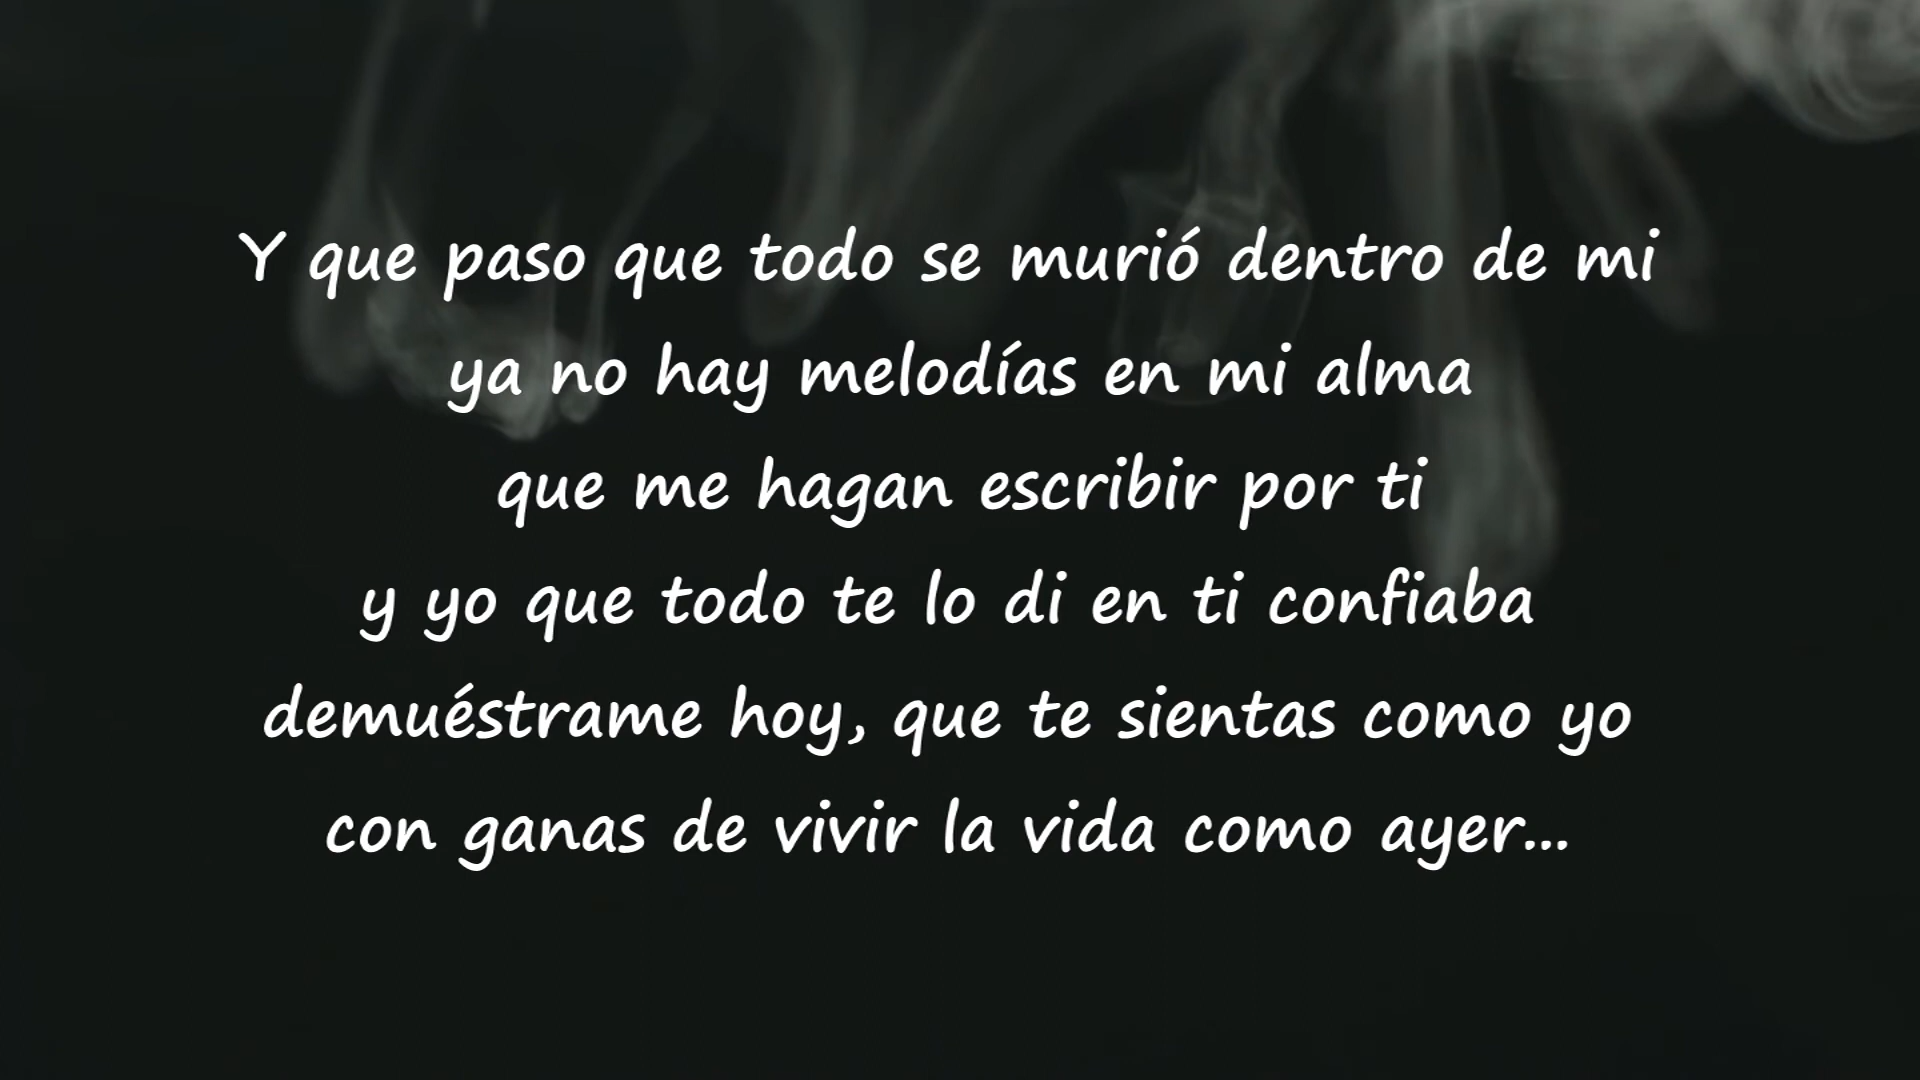 Y que paso que todo se murió dentro de mi
ya no hay melodías en mi alma
que me hagan escribir por ti
y yo que todo te lo di en ti confiaba
demuéstrame hoy, que te sientas como yo
con ganas de vivir la vida como ayer...